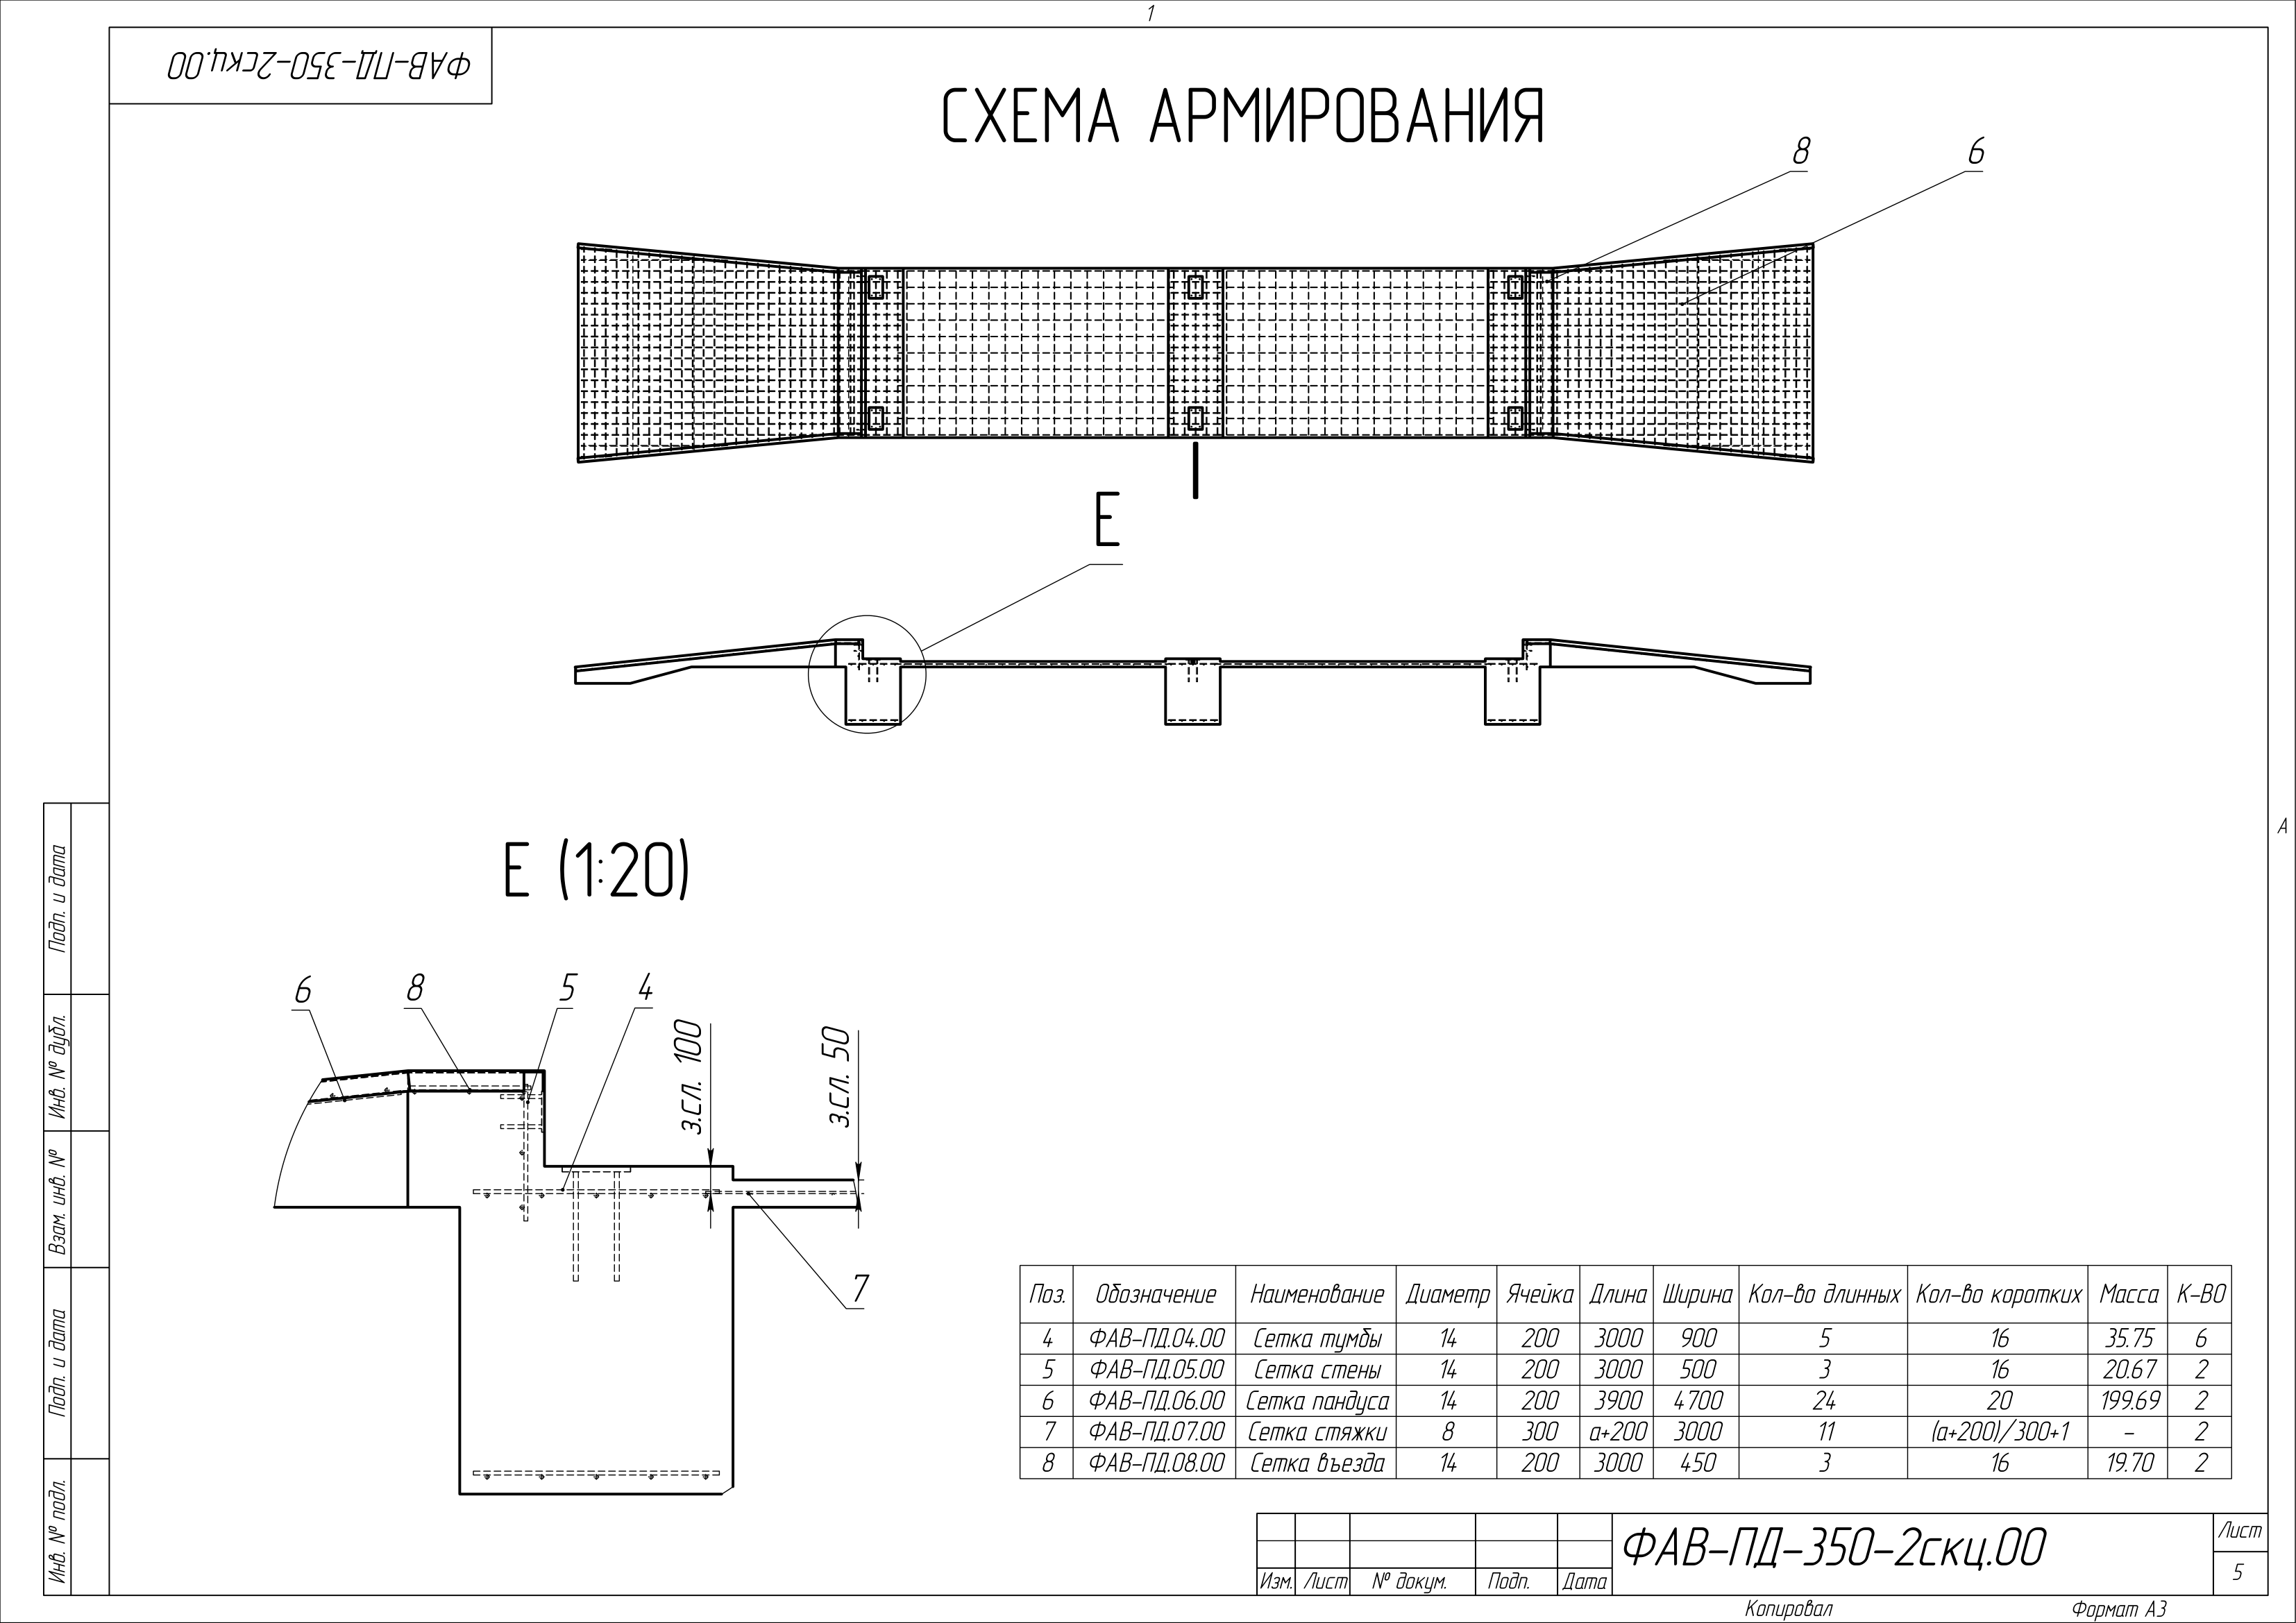 1
ФАВ-ПД-350-2скц.00
СХЕМА АРМИРОВАНИЯ
8
6
Е
А
Е (1:20)
6
8
5
4
з.сл. 100
з.сл. 50
7
Подп. и дата
Инв. № дубл.
Взам. инв. №
Подп. и дата
Инв. № подл.
Поз. Обозначение Наименование Диаметр Ячейка Длина Ширина Кол-во длинных Кол-во коротких Масса К-ВО
4 ФАВ-ПД.04.00 Сетка тумбы 14 200 3000 900 5 16 35.75 6
5 ФАВ-ПД.05.00 Сетка стены 14 200 3000 500 3 16 20.67 2
6 ФАВ-ПД.06.00 Сетка пандуса 14 200 3900 4700 24 20 199.69 2
7 ФАВ-ПД.07.00 Сетка стяжки 8 300 а+200 3000 11 (а+200)/300+1 - 2
8 ФАВ-ПД.08.00 Сетка въезда 14 200 3000 450 3 16 19.70 2
ФАВ-ПД-350-2скц.00
Лист
5
Изм. Лист № докум. Подп. Дата
Копировал Формат А3